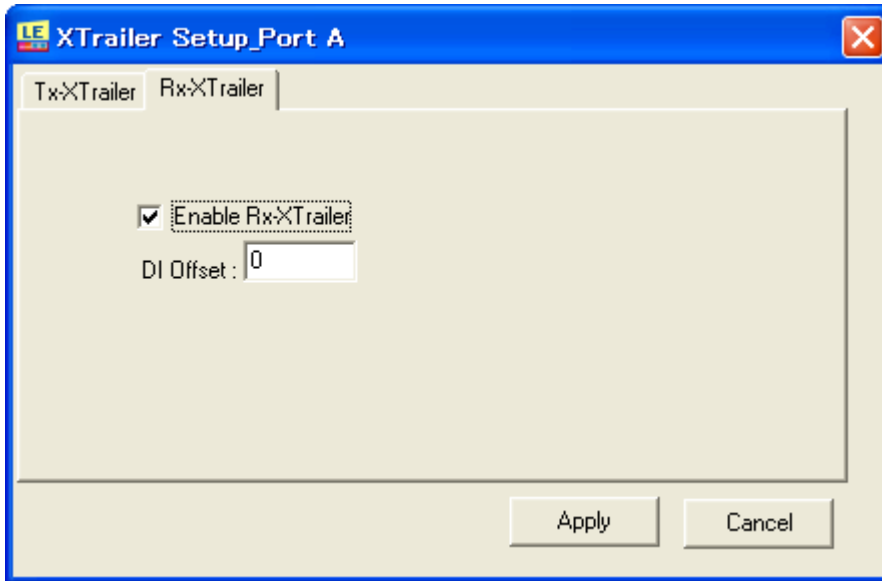 LE XTrailer Setup_Port A
Tx-XTrailer Rx-XTrailer
Enable Rx-XTrailer
DI Offset : 0
Apply Cancel